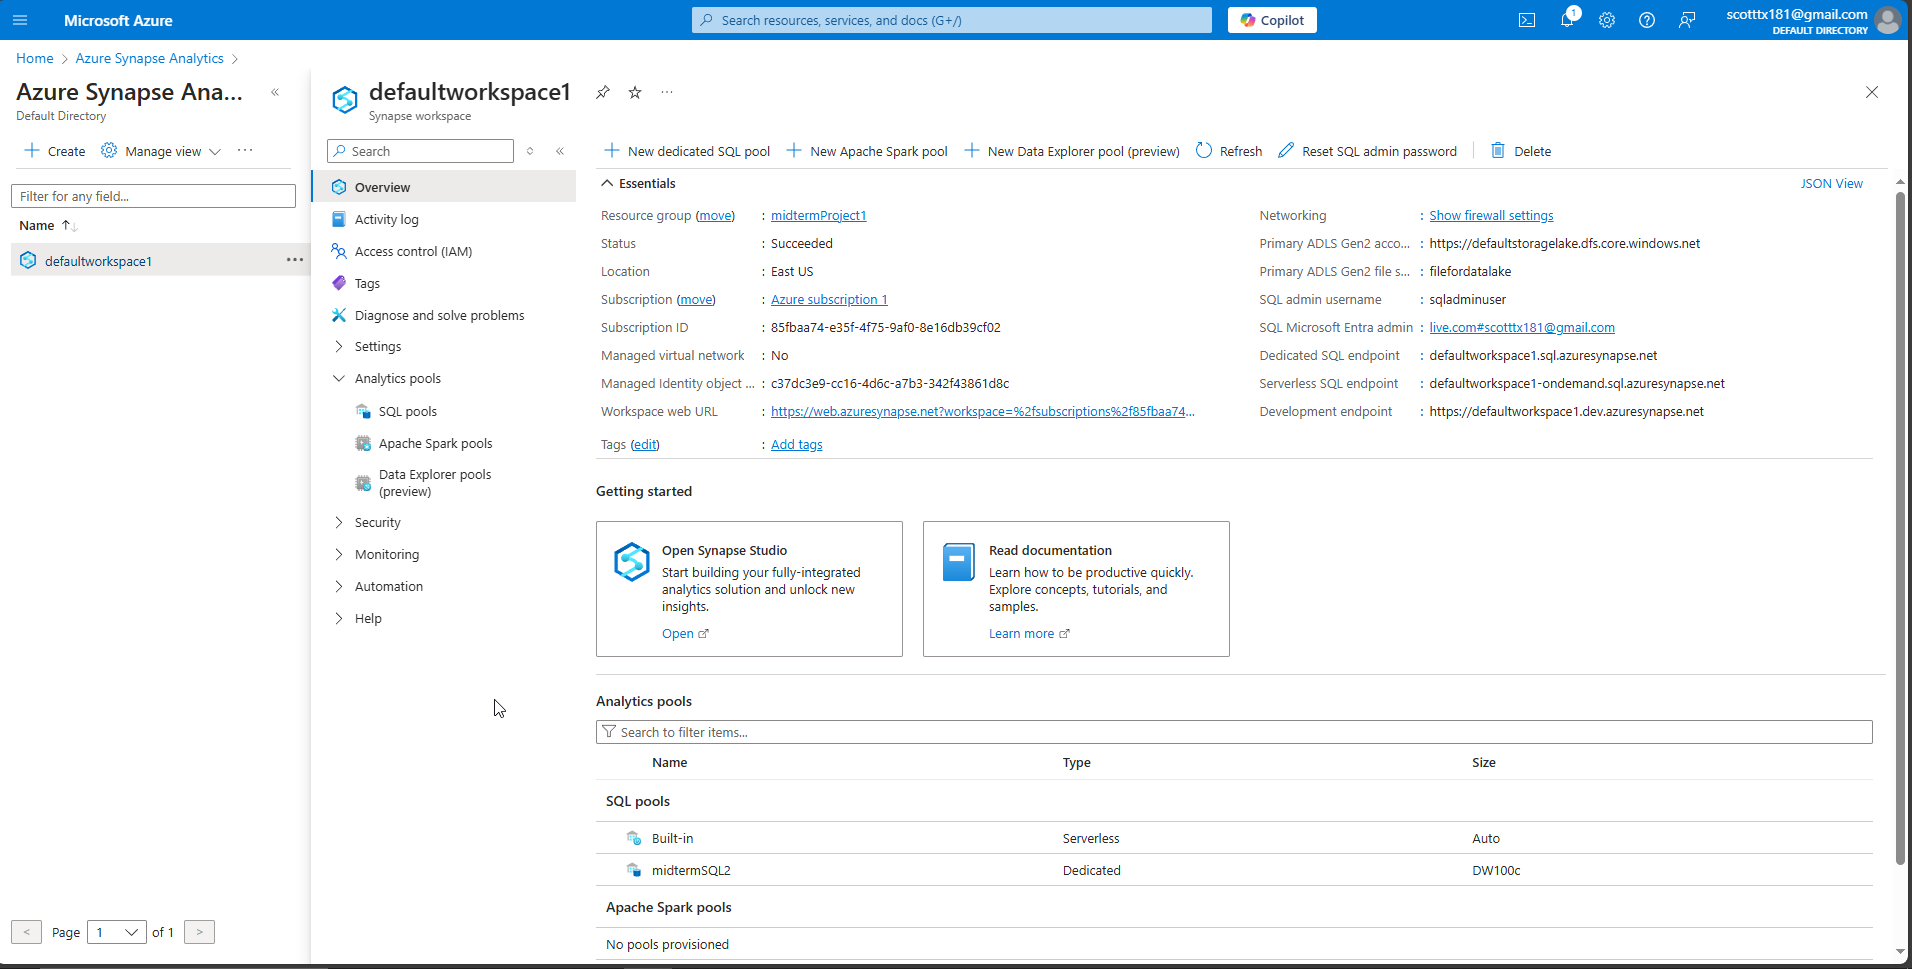 Microsoft Azure
Search resources, services, and docs (G+/)
Copilot
1
scotttx181@gmail.com
DEFAULT DIRECTORY
Home > Azure Synapse Analytics >
Azure Synapse Ana... «
Default Directory
+ Create
Manage view
...
Filter for any field...
Name ↑↓
defaultworkspace1 ...
Page 1 of 1
defaultworkspace1
...
Synapse workspace
Search
«
Overview
Activity log
Access control (IAM)
Tags
Diagnose and solve problems
Settings
Analytics pools
SQL pools
Apache Spark pools
Data Explorer pools
(preview)
Security
Monitoring
Automation
Help
New dedicated SQL pool
New Apache Spark pool
New Data Explorer pool (preview)
Refresh
Reset SQL admin password
Delete
Essentials
JSON View
Resource group (move) : midtermProject1
Status : Succeeded
Location : East US
Subscription (move) : Azure subscription 1
Subscription ID : 85fbaa74-e35f-4f75-9af0-8e16db39cf02
Managed virtual network : No
Managed Identity object ... : c37dc3e9-cc16-4d6c-a7b3-342f43861d8c
Workspace web URL : https://web.azuresynapse.net?workspace=%2fsubscriptions%2f85fbaa74...
Tags (edit) : Add tags
Networking : Show firewall settings
Primary ADLS Gen2 acco... : https://defaultstoragelake.dfs.core.windows.net
Primary ADLS Gen2 file s... : filefordatalake
SQL admin username : sqladminuser
SQL Microsoft Entra admin : live.com#scotttx181@gmail.com
Dedicated SQL endpoint : defaultworkspace1.sql.azuresynapse.net
Serverless SQL endpoint : defaultworkspace1-ondemand.sql.azuresynapse.net
Development endpoint : https://defaultworkspace1.dev.azuresynapse.net
Getting started
Open Synapse Studio
Start building your fully-integrated
analytics solution and unlock new
insights.
Open
Read documentation
Learn how to be productive quickly.
Explore concepts, tutorials, and
samples.
Learn more
Analytics pools
Search to filter items...
Name Type Size
SQL pools
Built-in Serverless Auto
midtermSQL2 Dedicated DW100c
Apache Spark pools
No pools provisioned